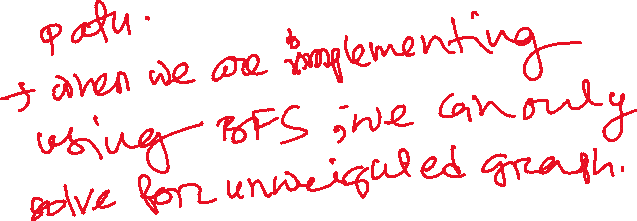 path.
→ when we are implementing
using BFS, we can only
solve for unweighted graph.